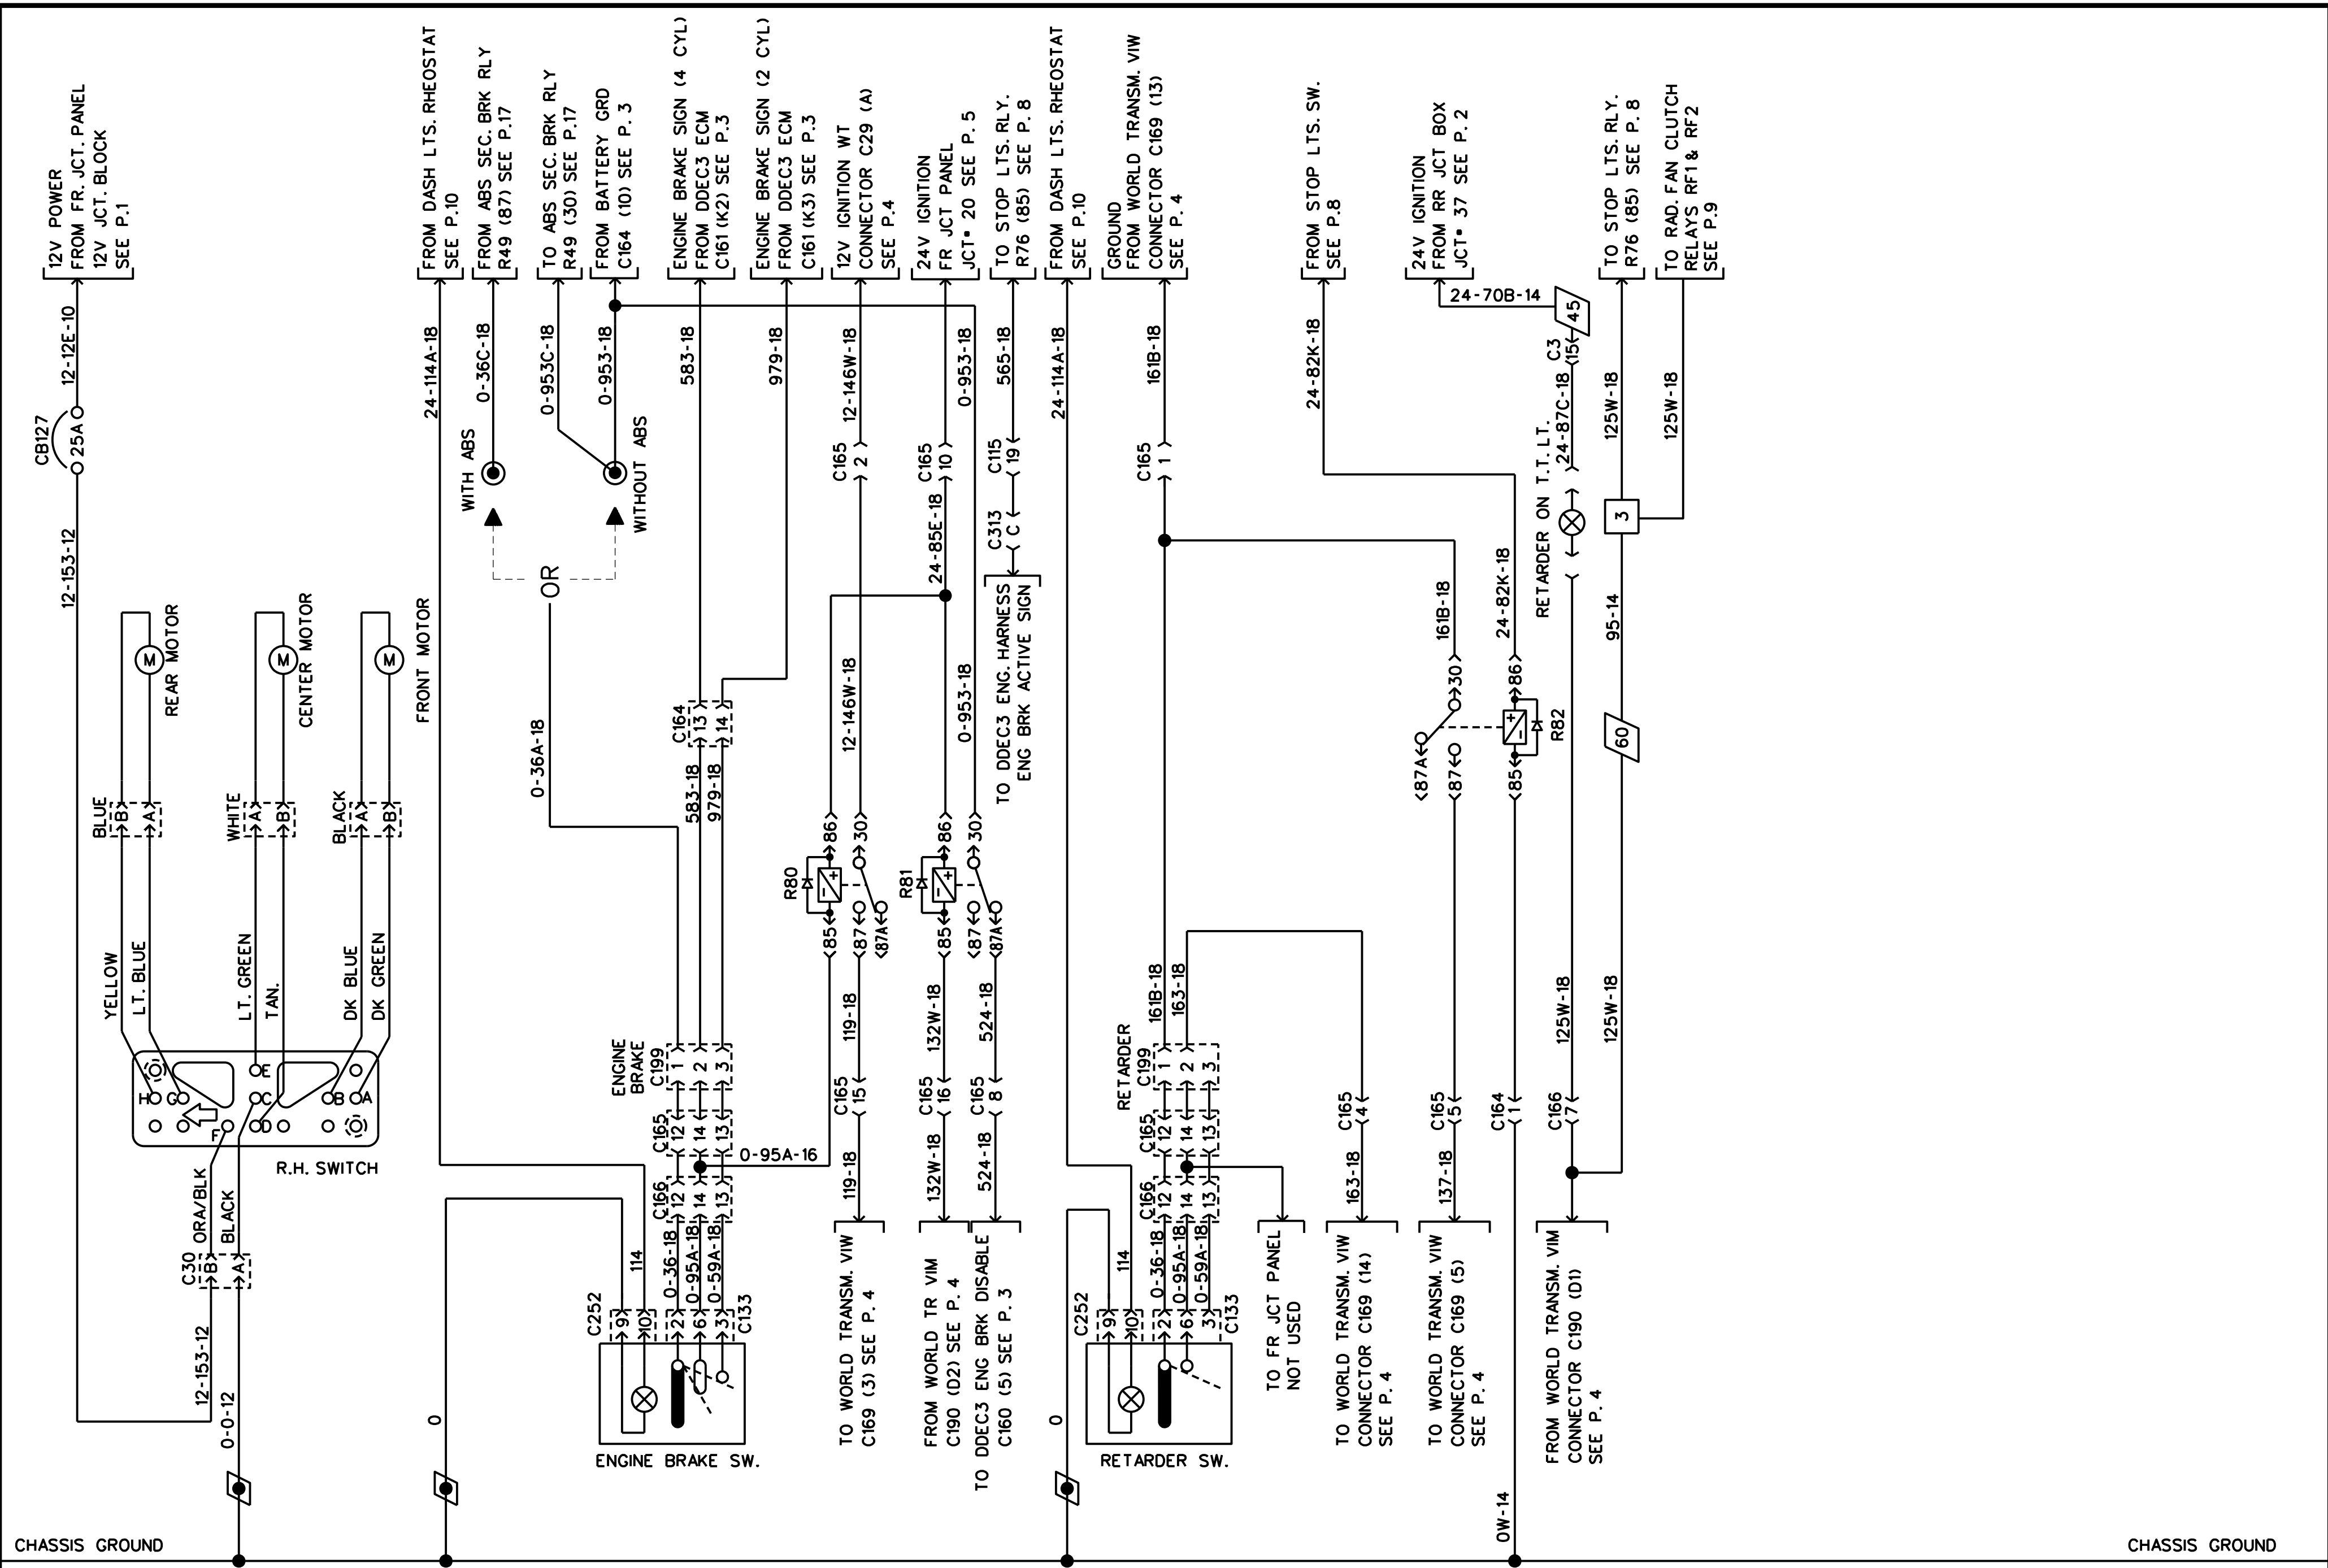 12V POWER
FROM FR. JCT. PANEL
12V JCT. BLOCK
SEE P.1
FROM DASH LTS. RHEOSTAT
SEE P.10
FROM ABS SEC. BRK RLY
R49 (87) SEE P.17
TO ABS SEC. BRK RLY
R49 (30) SEE P.17
FROM BATTERY GRD
C164 (10) SEE P. 3
ENGINE BRAKE SIGN (4 CYL)
FROM DDEC3 ECM
C161 (K2) SEE P.3
ENGINE BRAKE SIGN (2 CYL)
FROM DDEC3 ECM
C161 (K3) SEE P.3
12V IGNITION WT
CONNECTOR C29 (A)
SEE P.4
24V IGNITION
FR JCT PANEL
JCT■ 20 SEE P. 5
TO STOP LTS. RLY.
R76 (85) SEE P. 8
FROM DASH LTS. RHEOSTAT
SEE P.10
GROUND
FROM WORLD TRANSM. VIW
CONNECTOR C169 (13)
SEE P. 4
FROM STOP LTS. SW.
SEE P.8
24V IGNITION
FROM RR JCT BOX
JCT■ 37 SEE P. 2
TO STOP LTS. RLY.
R76 (85) SEE P. 8
TO RAD. FAN CLUTCH
RELAYS RF1 & RF2
SEE P.9
12-12E-10
24-114A-18
0-36C-18
0-953C-18
0-953-18
583-18
979-18
12-146W-18
0-953-18
565-18
24-114A-18
161B-18
24-82K-18
24-70B-14
45
C3
15
24-87C-18
125W-18
125W-18
CB127
25A
WITH ABS
WITHOUT ABS
OR
C165
2
C165
10
C115
19
C165
1
24-85E-18
C313
C
RETARDER ON T.T. LT.
3
12-153-12
REAR MOTOR
M
CENTER MOTOR
M
FRONT MOTOR
M
0-36A-18
C164
13
14
583-18
979-18
12-146W-18
0-953-18
TO DDEC3 ENG. HARNESS
ENG BRK ACTIVE SIGN
161B-18
24-82K-18
95-14
30
86
87A
87
85
R82
60
BLUE
B
A
WHITE
A
B
BLACK
A
B
R80
86
30
85
87
87A
R81
86
30
85
87
87A
YELLOW
LT. BLUE
LT. GREEN
TAN.
DK BLUE
DK GREEN
119-18
132W-18
524-18
161B-18
163-18
125W-18
125W-18
H
G
E
C
B
A
F
D
R.H. SWITCH
ENGINE
BRAKE
C199
1
2
3
C165
12
14
13
0-95A-16
C166
12
14
13
C165
15
C165
16
C165
8
RETARDER
C199
1
2
3
C165
12
14
13
C166
12
14
13
C165
4
C165
5
C164
1
C166
7
119-18
132W-18
524-18
163-18
137-18
ORA/BLK
BLACK
C30
B
A
12-153-12
0-0-12
0
114
0-36-18
0-95A-18
0-59A-18
C252
9
10
2
6
3
C133
ENGINE BRAKE SW.
TO WORLD TRANSM. VIW
C169 (3) SEE P. 4
FROM WORLD TR VIM
C190 (D2) SEE P. 4
TO DDEC3 ENG BRK DISABLE
C160 (5) SEE P. 3
0
114
0-36-18
0-95A-18
0-59A-18
C252
9
10
2
6
3
C133
RETARDER SW.
TO FR JCT PANEL
NOT USED
TO WORLD TRANSM. VIW
CONNECTOR C169 (14)
SEE P. 4
TO WORLD TRANSM. VIW
CONNECTOR C169 (5)
SEE P. 4
0W-14
FROM WORLD TRANSM. VIM
CONNECTOR C190 (D1)
SEE P. 4
CHASSIS GROUND
CHASSIS GROUND